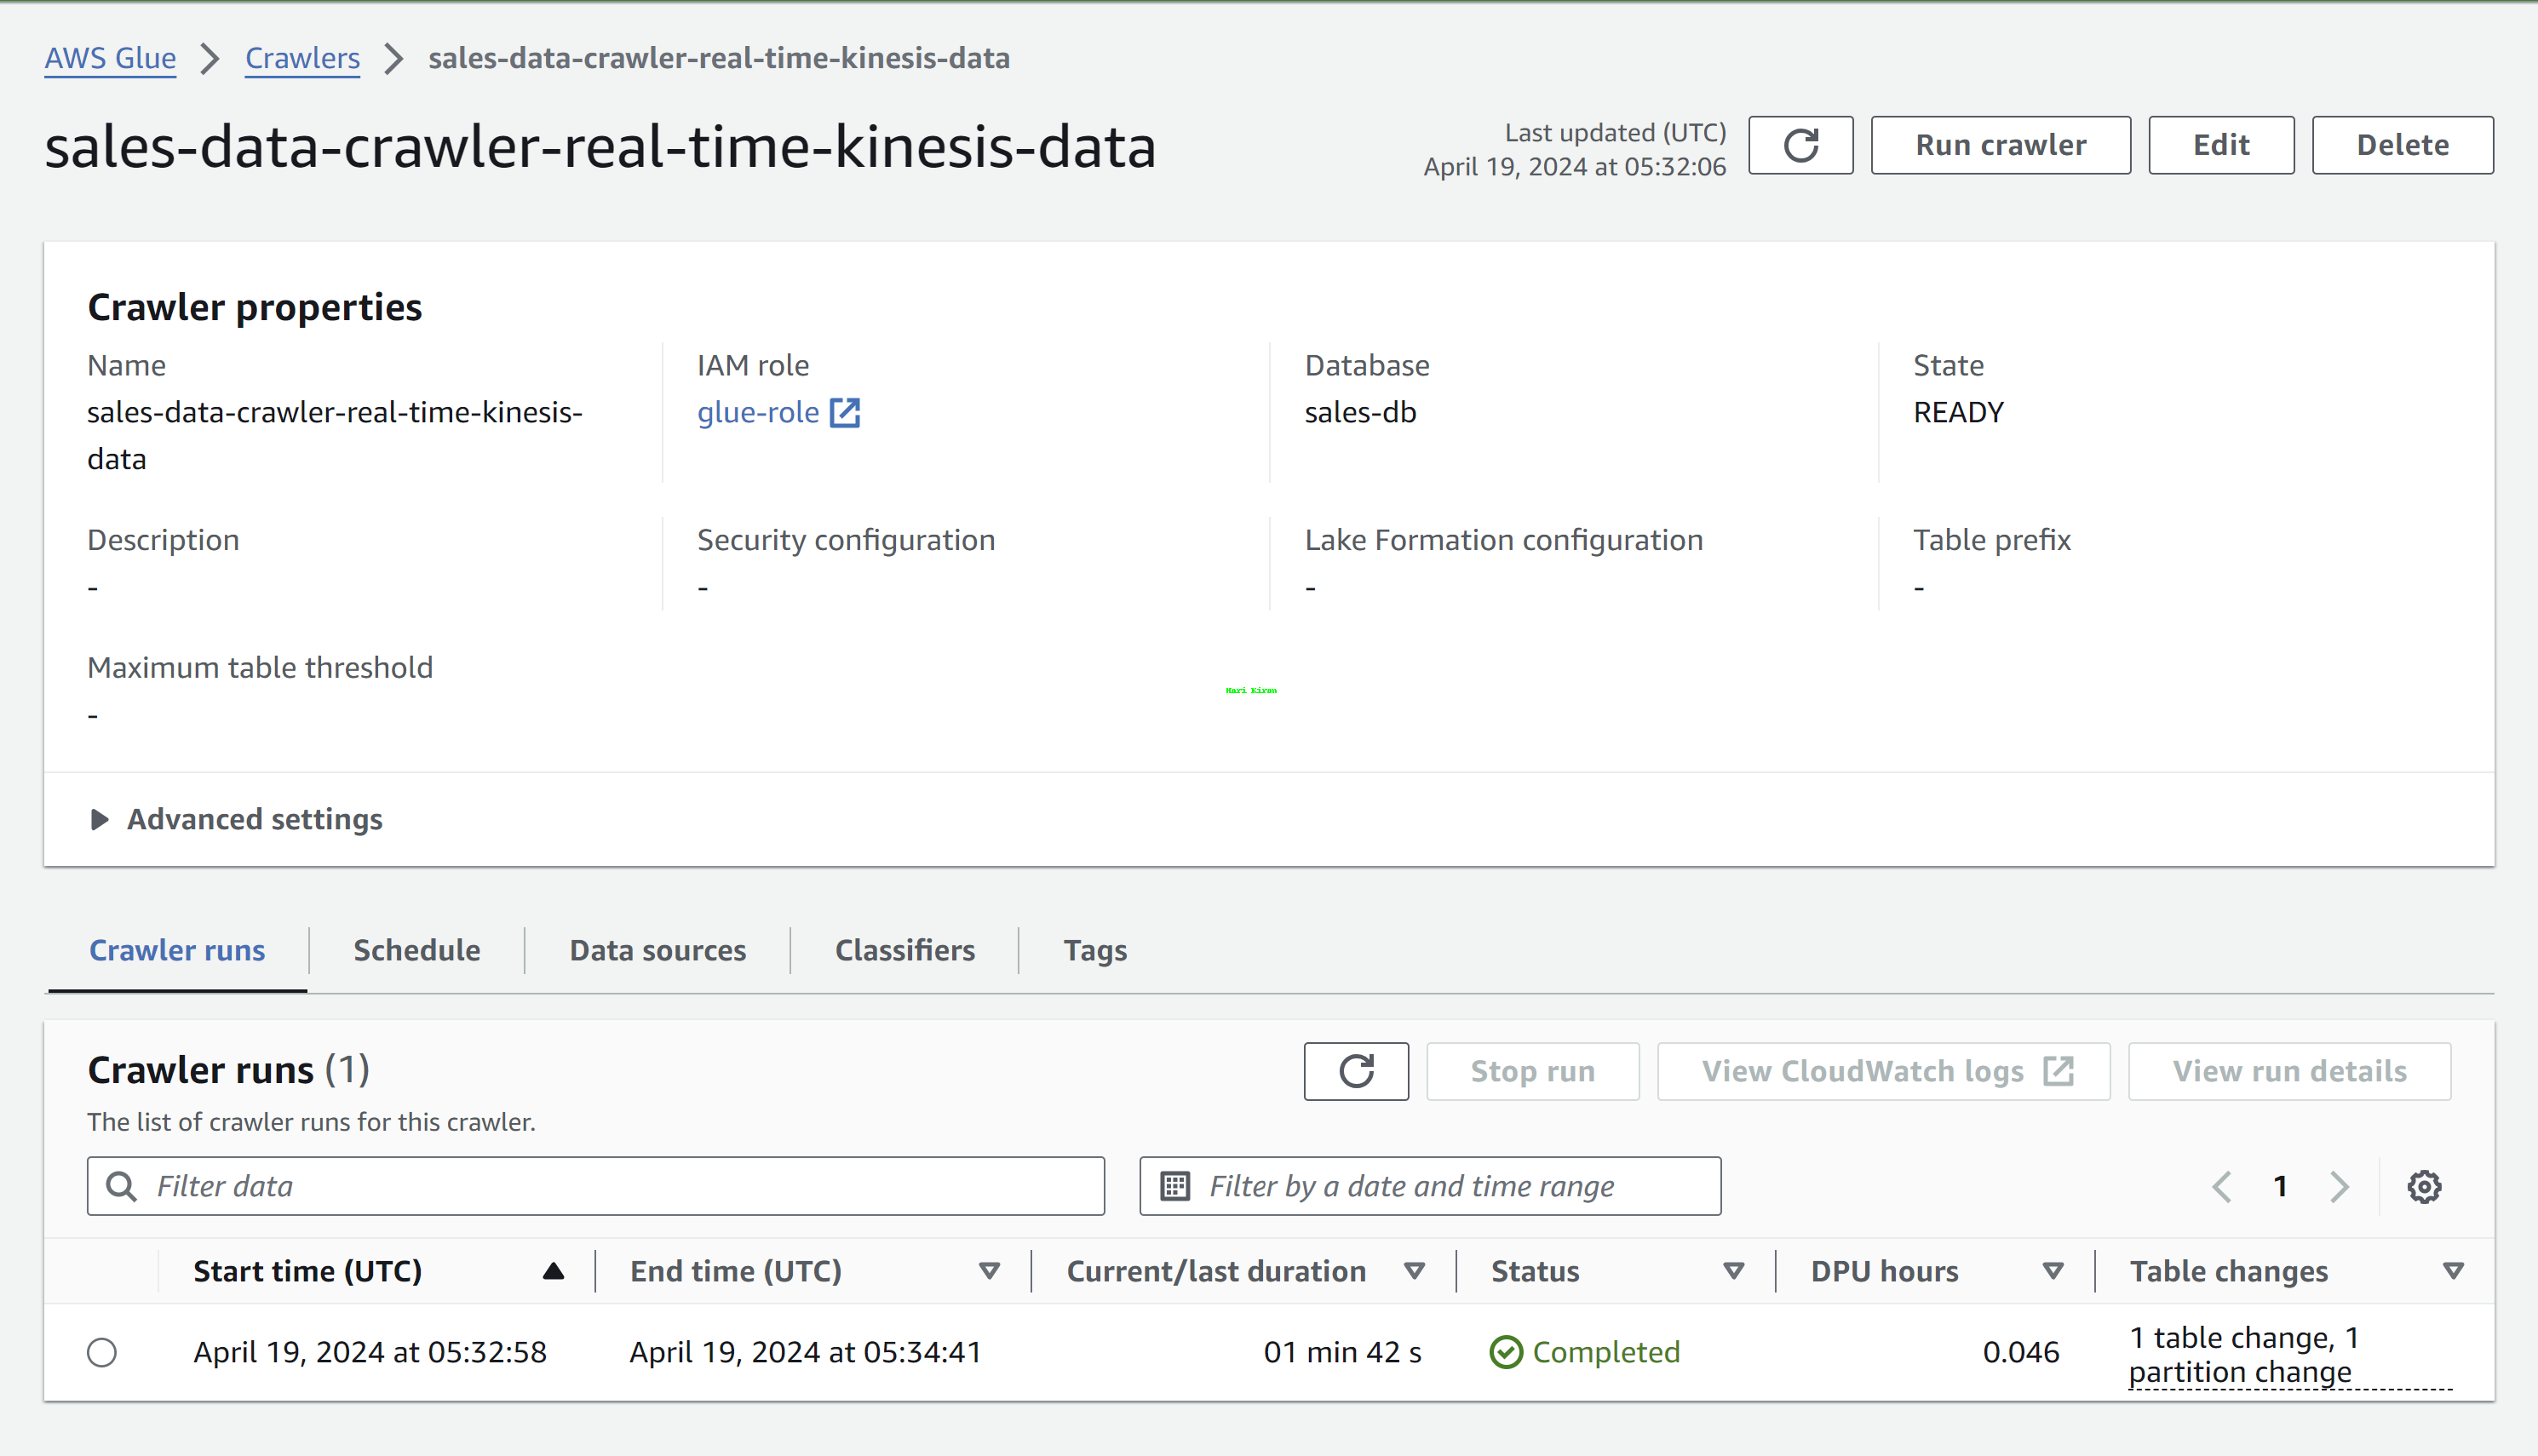 AWS Glue > Crawlers > sales-data-crawler-real-time-kinesis-data
sales-data-crawler-real-time-kinesis-data
Last updated (UTC)
April 19, 2024 at 05:32:06
Run crawler
Edit
Delete
Crawler properties
Name
sales-data-crawler-real-time-kinesis-
data
IAM role
glue-role
Database
sales-db
State
READY
Description
-
Security configuration
-
Lake Formation configuration
-
Table prefix
-
Maximum table threshold
-
Hari Kiran
Advanced settings
Crawler runs
Schedule
Data sources
Classifiers
Tags
Crawler runs (1)
The list of crawler runs for this crawler.
Stop run
View CloudWatch logs
View run details
Filter data
Filter by a date and time range
1
Start time (UTC)
End time (UTC)
Current/last duration
Status
DPU hours
Table changes
April 19, 2024 at 05:32:58
April 19, 2024 at 05:34:41
01 min 42 s
Completed
0.046
1 table change, 1
partition change